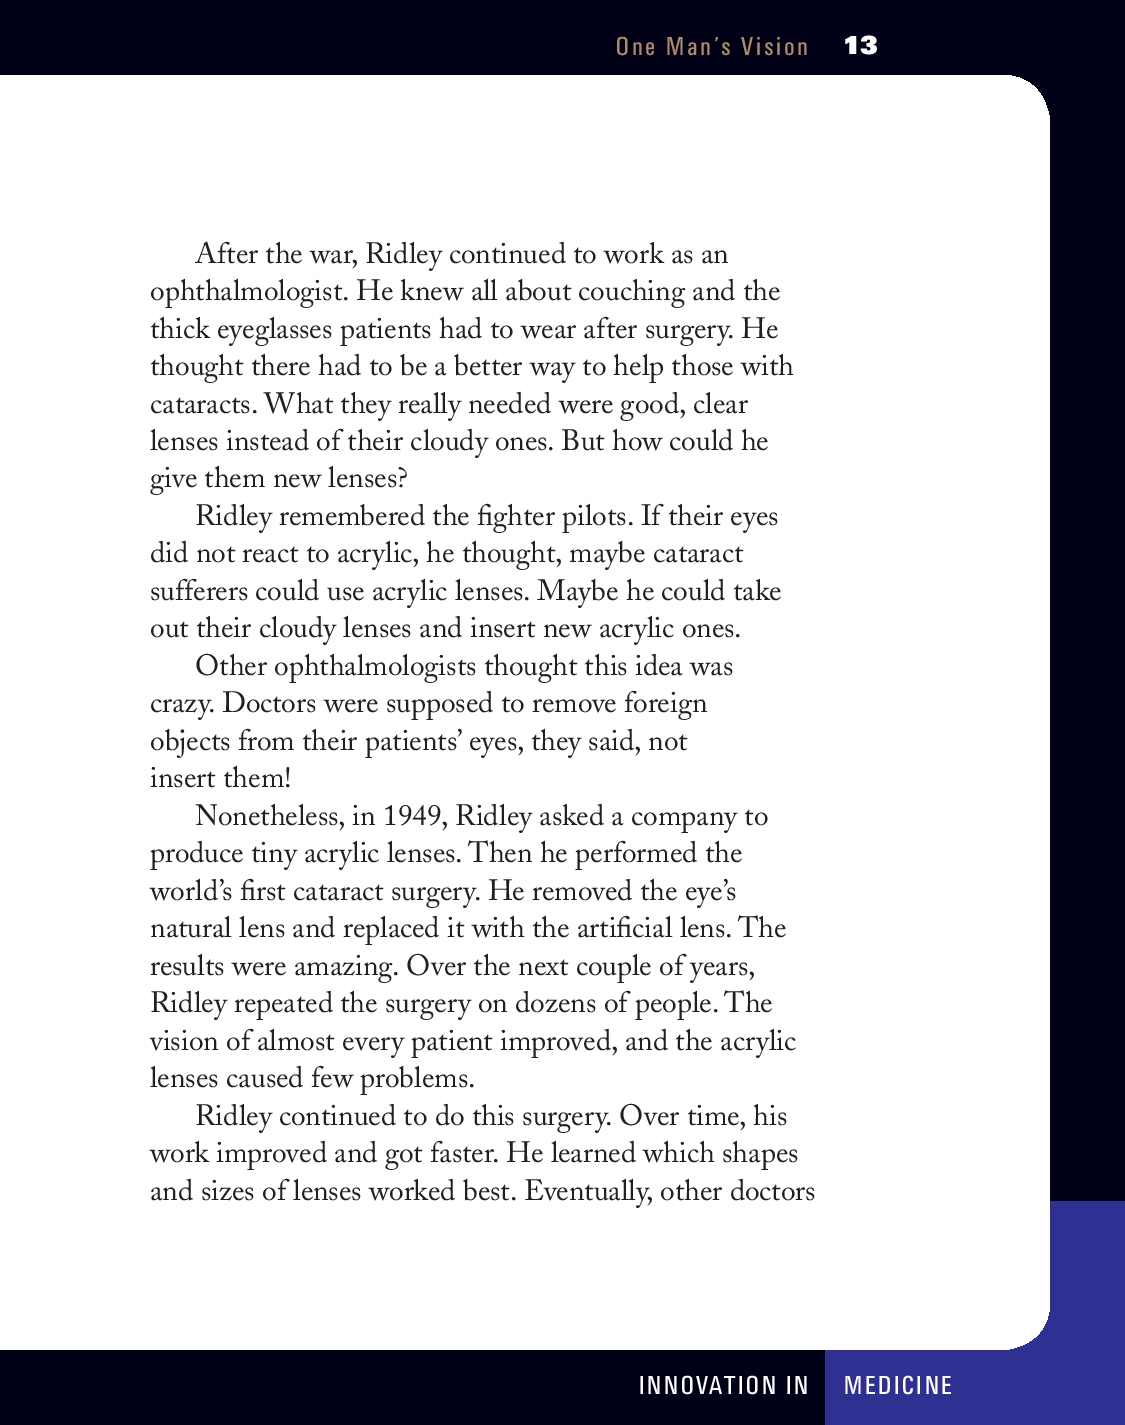 One Man's Vision 13
After the war, Ridley continued to work as an
ophthalmologist. He knew all about couching and the
thick eyeglasses patients had to wear after surgery. He
thought there had to be a better way to help those with
cataracts. What they really needed were good, clear
lenses instead of their cloudy ones. But how could he
give them new lenses?
Ridley remembered the fighter pilots. If their eyes
did not react to acrylic, he thought, maybe cataract
sufferers could use acrylic lenses. Maybe he could take
out their cloudy lenses and insert new acrylic ones.
Other ophthalmologists thought this idea was
crazy. Doctors were supposed to remove foreign
objects from their patients’ eyes, they said, not
insert them!
Nonetheless, in 1949, Ridley asked a company to
produce tiny acrylic lenses. Then he performed the
world’s first cataract surgery. He removed the eye’s
natural lens and replaced it with the artificial lens. The
results were amazing. Over the next couple of years,
Ridley repeated the surgery on dozens of people. The
vision of almost every patient improved, and the acrylic
lenses caused few problems.
Ridley continued to do this surgery. Over time, his
work improved and got faster. He learned which shapes
and sizes of lenses worked best. Eventually, other doctors
INNOVATION IN MEDICINE